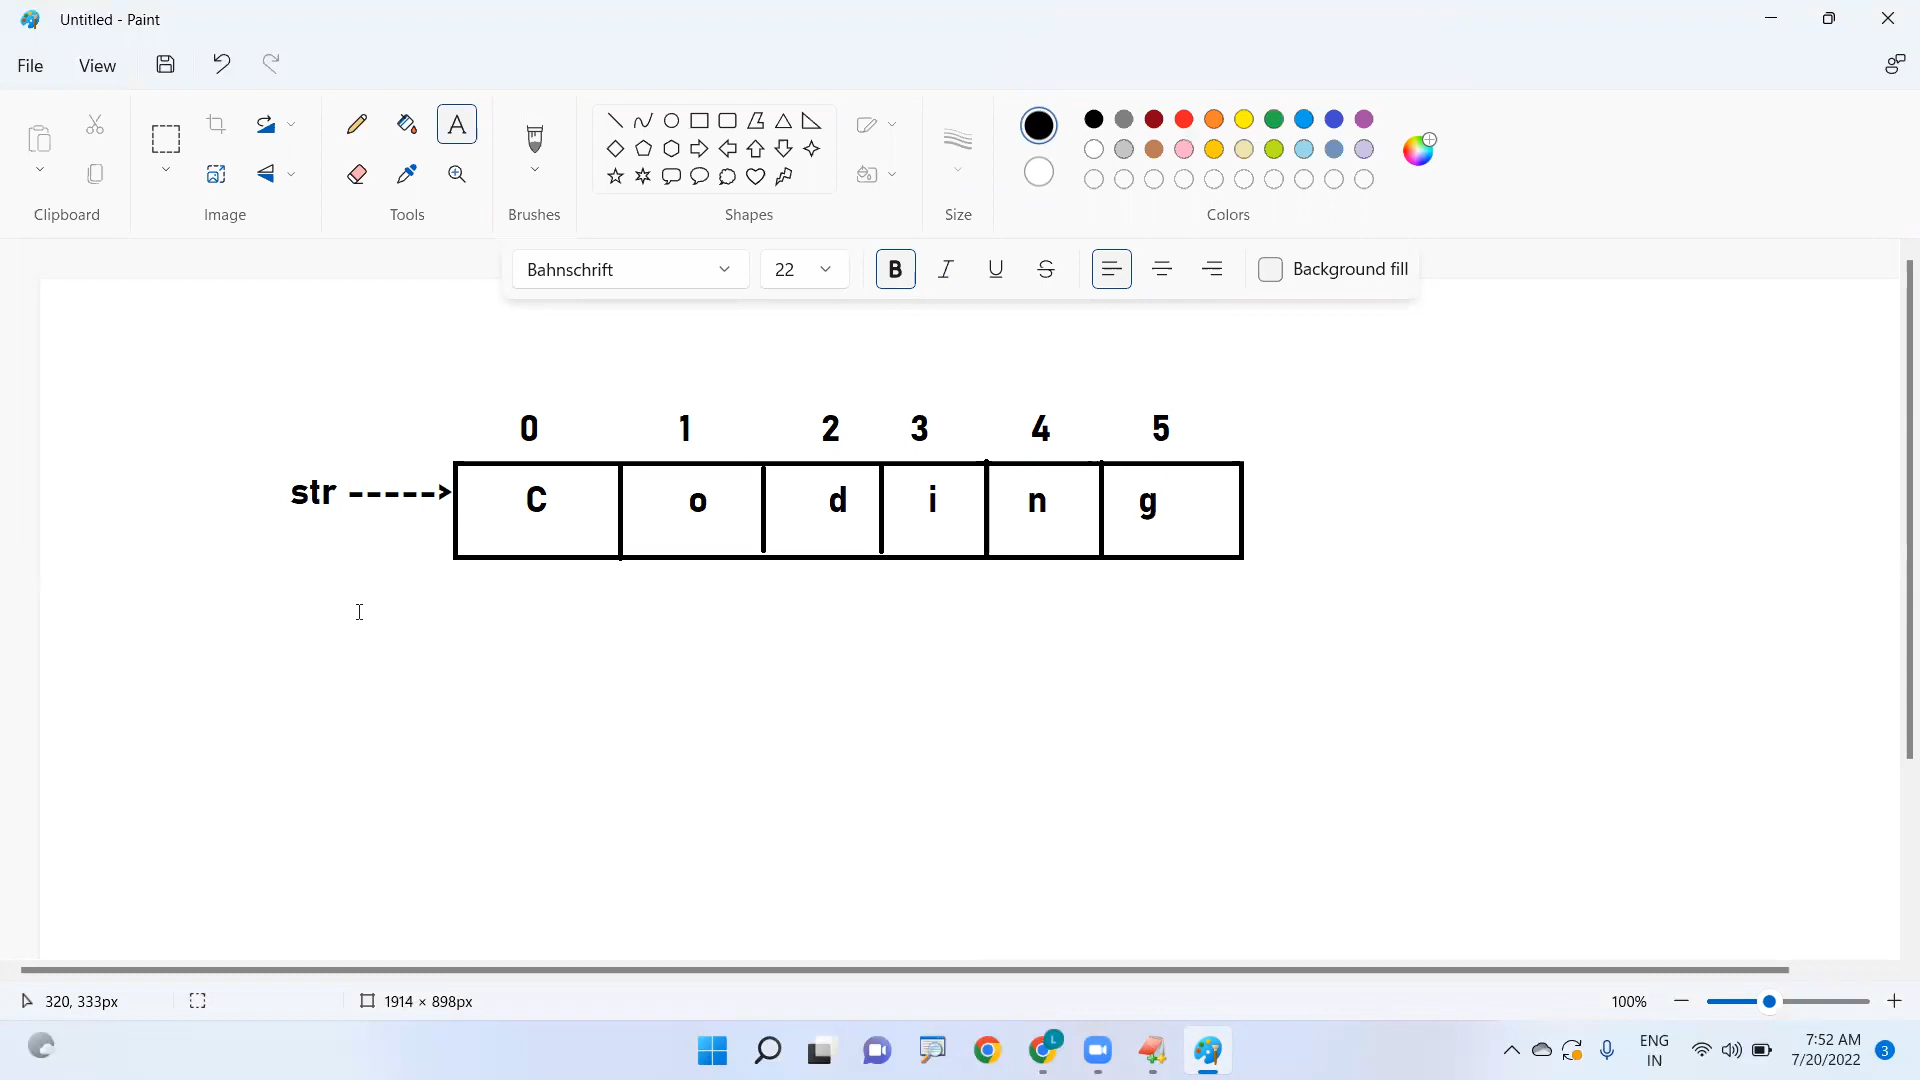 Untitled - Paint
File View
Clipboard Image Tools Brushes Shapes Size Colors
Bahnschrift 22 B I U S Background fill
0 1 2 3 4 5
str ----->
C o d i n g
320, 333px 1914 × 898px 100%
ENG
IN
7:52 AM
7/20/2022
3
A
L